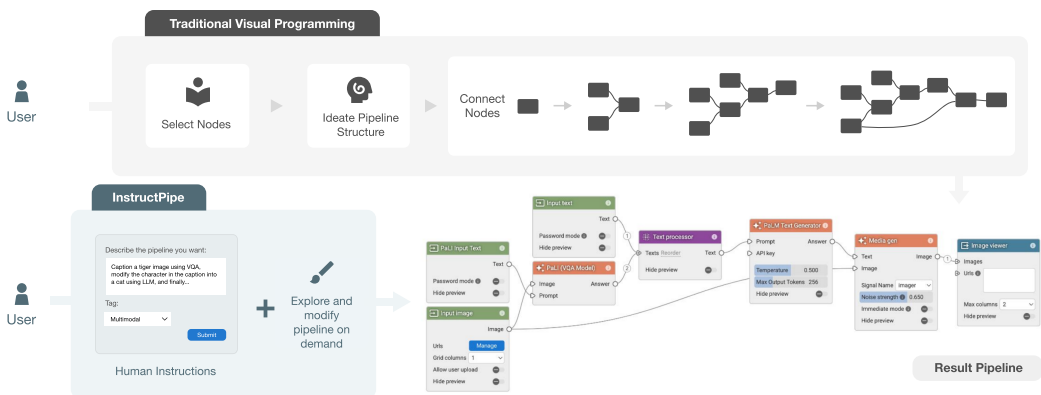 Traditional Visual Programming
User
Select Nodes
Ideate Pipeline
Structure
Connect
Nodes
InstructPipe
User
Describe the pipeline you want:
Caption a tiger image using VQA,
modify the character in the caption into
a cat using LLM, and finally...
Tag:
Multimodal
Submit
Human Instructions
+
Explore and
modify
pipeline on
demand
PaLI Input Text
Text
Password mode
Hide preview
Input image
Image
Urls
Manage
Grid columns
1
Allow user upload
Hide preview
Input text
Text
Password mode
Hide preview
PaLI (VQA Model)
Image
Answer
Prompt
1
2
Text processor
Texts Reorder
Text
Hide preview
PaLM Text Generator
Prompt
Answer
API key
Temperature
0.500
Max Output Tokens
256
Hide preview
Media gen
Text
Image
Image
Signal Name
imager
Noise strength
0.650
Immediate mode
Hide preview
1
Image viewer
Images
Urls
Max columns
2
Hide preview
Result Pipeline